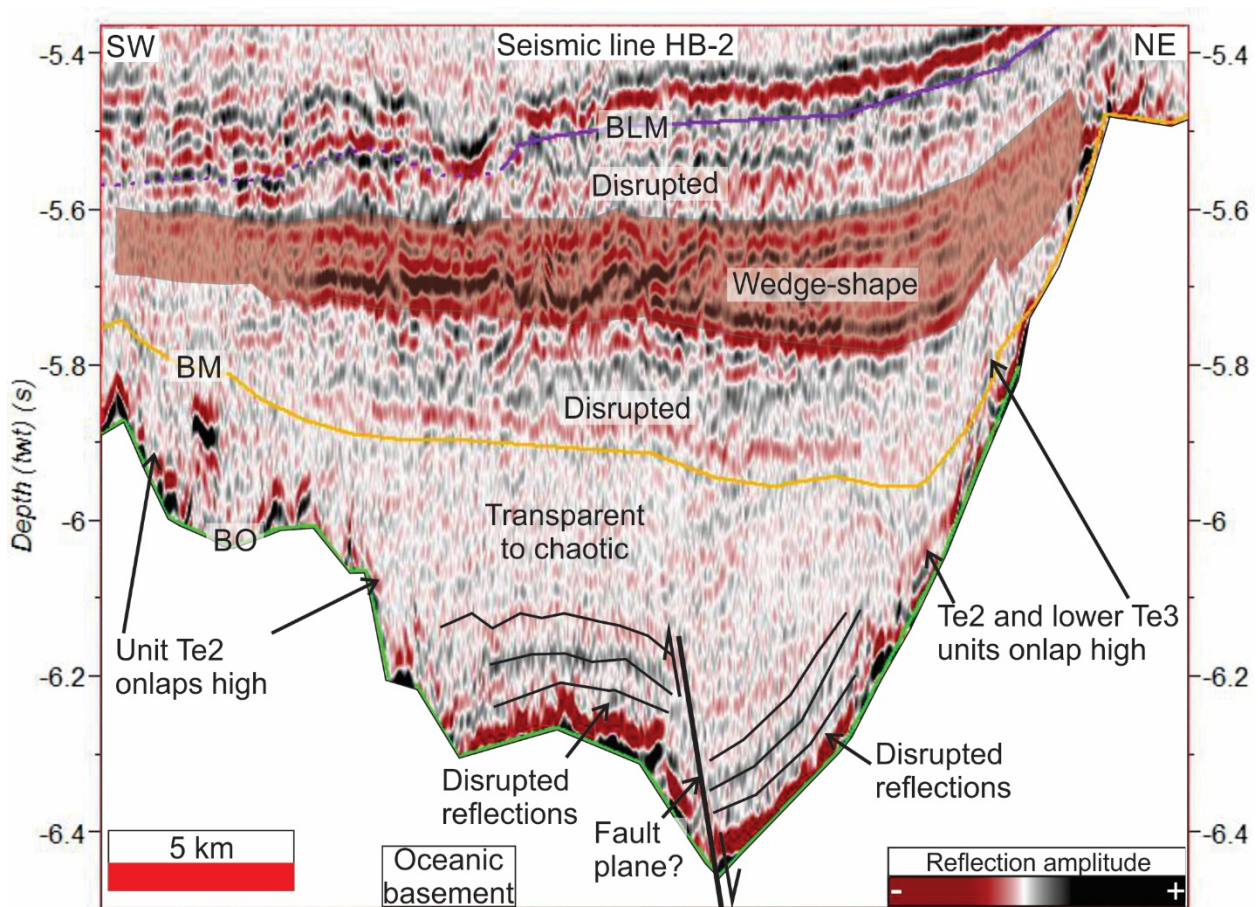 SW
Seismic line HB-2
NE
-5.4
-5.4
BLM
Disrupted
-5.6
-5.6
Wedge-shape
-5.8
-5.8
BM
Disrupted
Depth (twt) (s)
-6
-6
Transparent
to chaotic
BO
Unit Te2
onlaps high
Te2 and lower Te3
units onlap high
-6.2
-6.2
Disrupted
reflections
Disrupted
reflections
Fault
plane?
-6.4
-6.4
5 km
Oceanic
basement
Reflection amplitude
- +